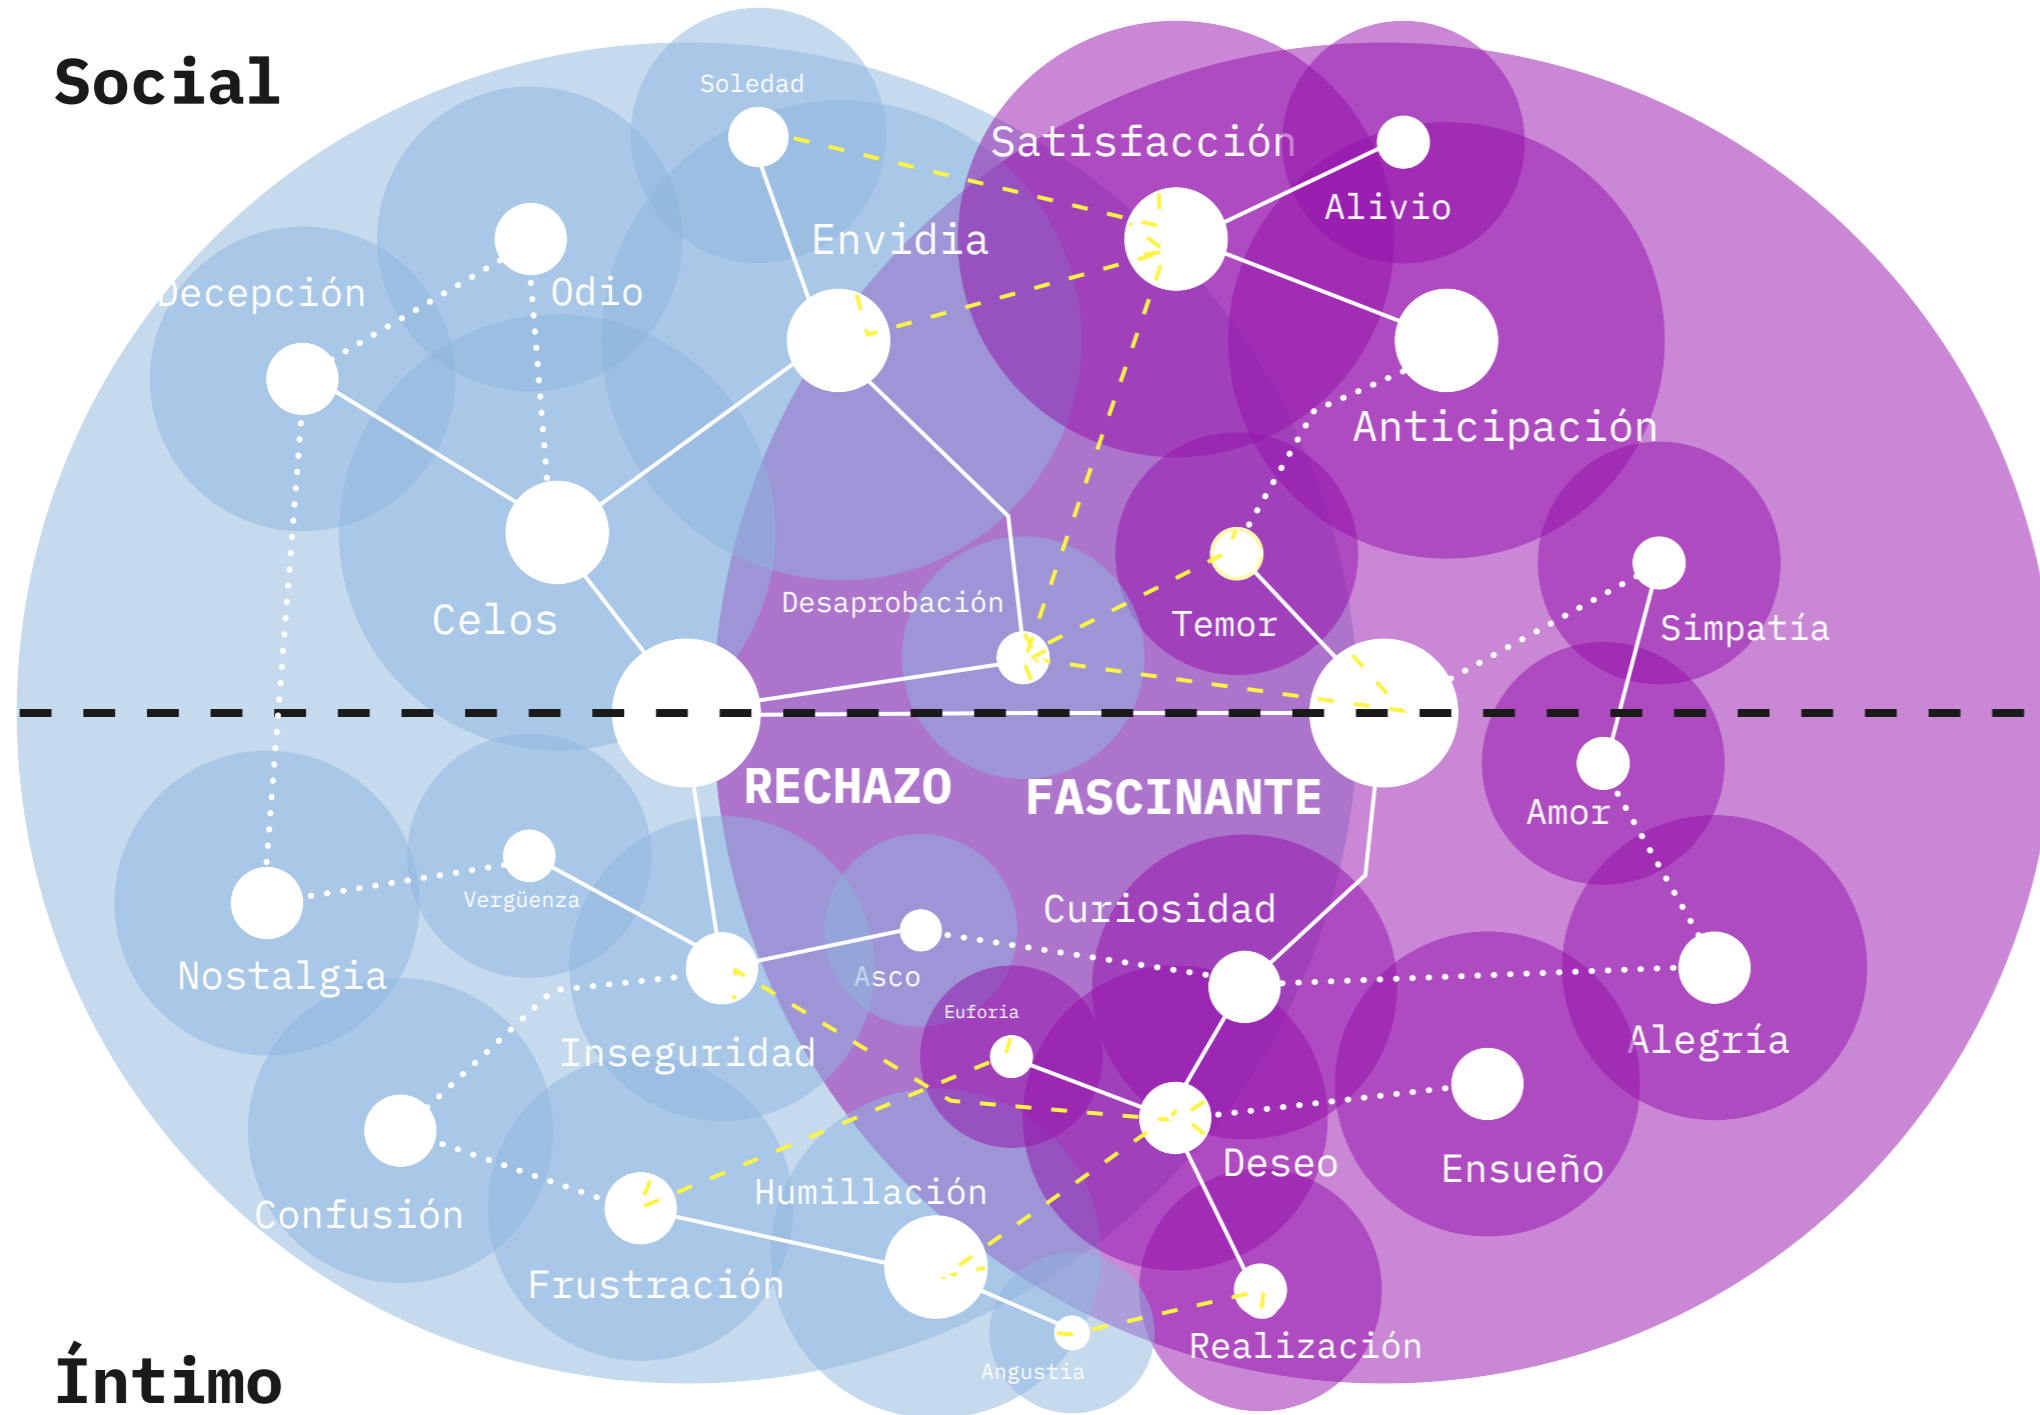 Social
Soledad
Satisfacción
Alivio
Envidia
Decepción
Odio
Anticipación
Desaprobación
Celos
Temor
Simpatía
RECHAZO
FASCINANTE
Amor
Vergüenza
Curiosidad
Nostalgia
Asco
Euforia
Inseguridad
Alegría
Deseo
Ensueño
Humillación
Confusión
Frustración
Realización
Angustia
Íntimo